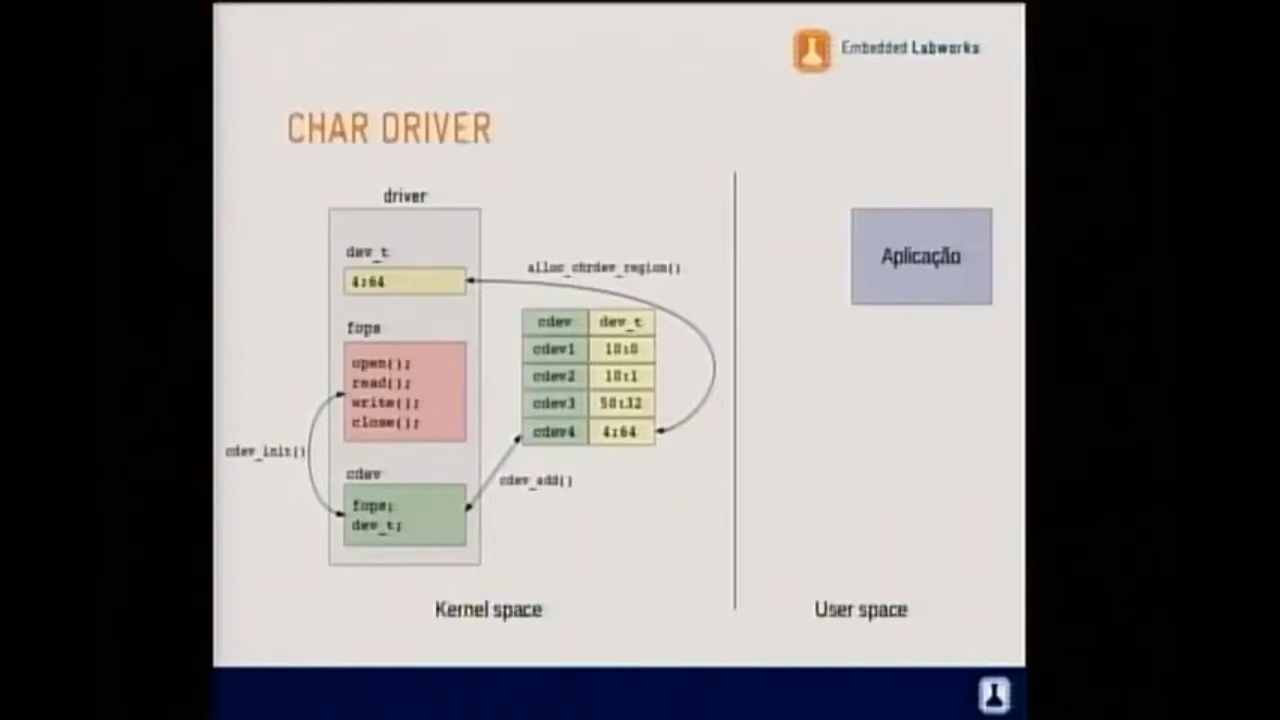 Embedded Labworks
CHAR DRIVER
driver
dev_t
4:64
fops
open();
read();
write();
close();
cdev_init()
cdev
fops;
dev_t;
alloc_chrdev_region()
cdev dev_t
cdev1 10:0
cdev2 10:1
cdev3 50:32
cdev4 4:64
cdev_add()
Kernel space
Aplicação
User space